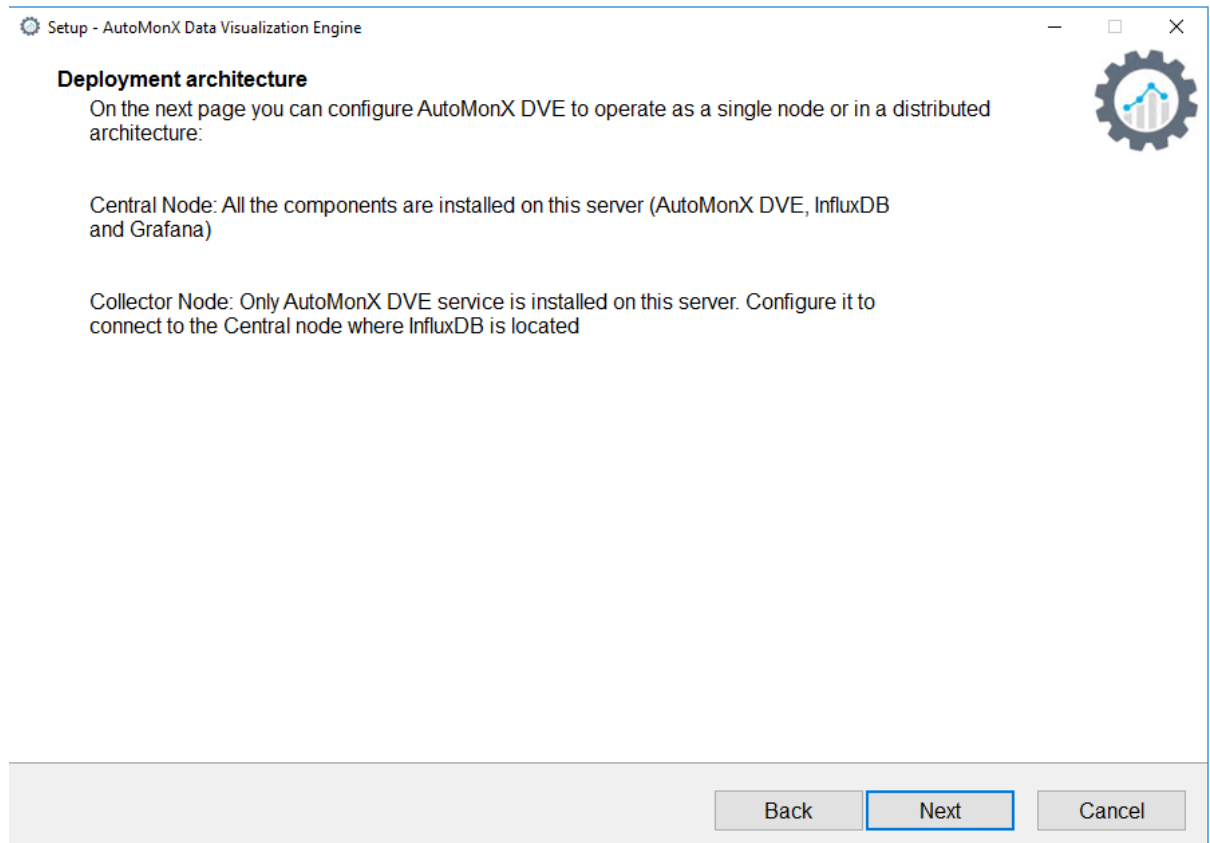 Setup - AutoMonX Data Visualization Engine
Deployment architecture
On the next page you can configure AutoMonX DVE to operate as a single node or in a distributed
architecture:
Central Node: All the components are installed on this server (AutoMonX DVE, InfluxDB
and Grafana)
Collector Node: Only AutoMonX DVE service is installed on this server. Configure it to
connect to the Central node where InfluxDB is located
Back Next Cancel